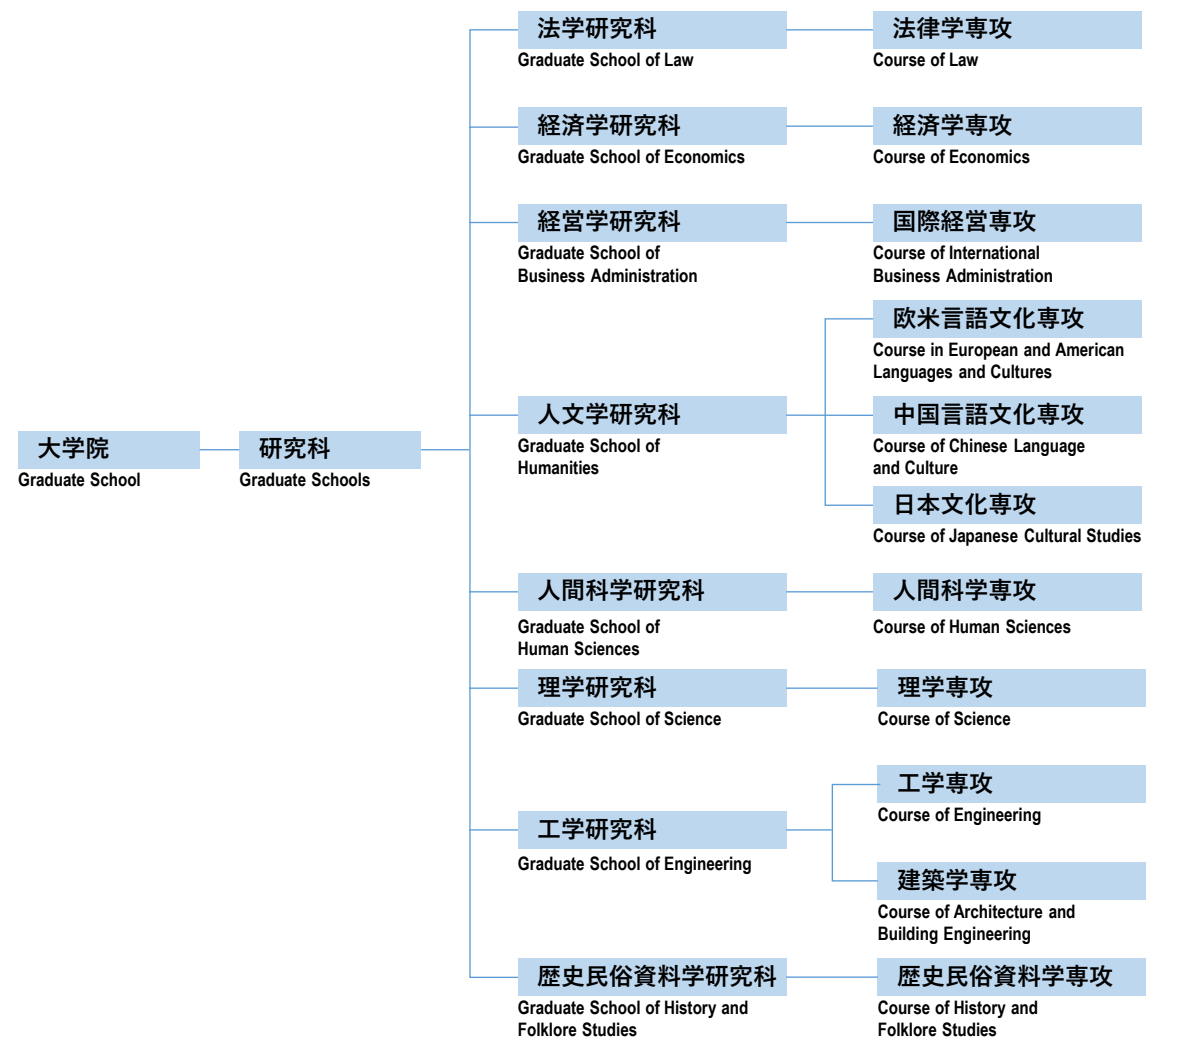 大学院
Graduate School
研究科
Graduate Schools
法学研究科
Graduate School of Law
法律学専攻
Course of Law
経済学研究科
Graduate School of Economics
経済学専攻
Course of Economics
経営学研究科
Graduate School of
Business Administration
国際経営専攻
Course of International
Business Administration
人文学研究科
Graduate School of
Humanities
欧米言語文化専攻
Course in European and American
Languages and Cultures
中国言語文化専攻
Course of Chinese Language
and Culture
日本文化専攻
Course of Japanese Cultural Studies
人間科学研究科
Graduate School of
Human Sciences
人間科学専攻
Course of Human Sciences
理学研究科
Graduate School of Science
理学専攻
Course of Science
工学研究科
Graduate School of Engineering
工学専攻
Course of Engineering
建築学専攻
Course of Architecture and
Building Engineering
歴史民俗資料学研究科
Graduate School of History and
Folklore Studies
歴史民俗資料学専攻
Course of History and
Folklore Studies